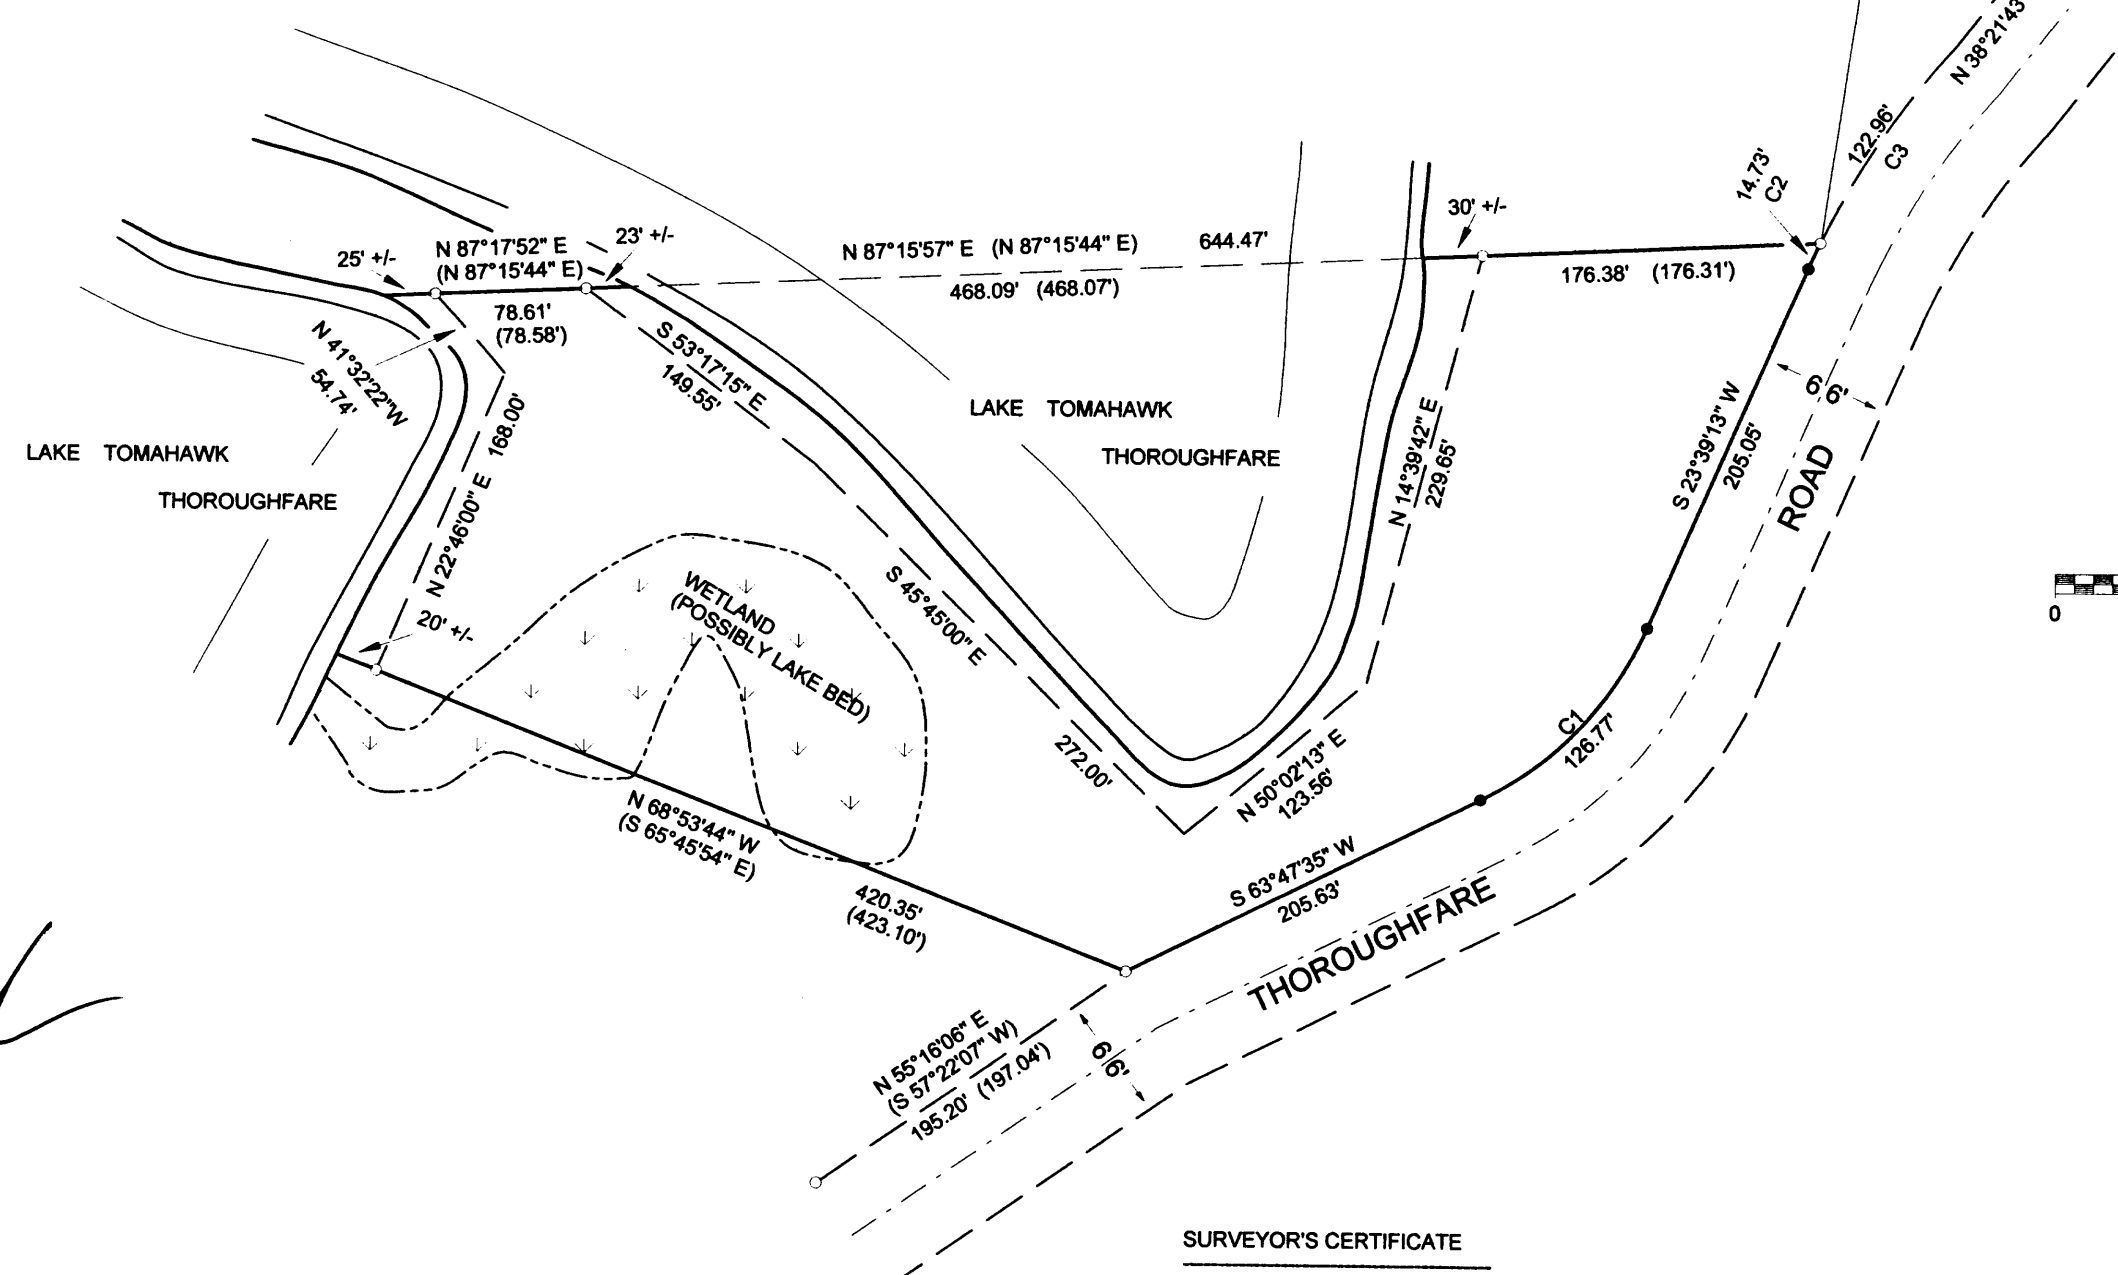 N 38°21'43
122.96'
C3
14.73'
C2
30' +/-
N 87°17'52" E
(N 87°15'44" E)
23' +/-
25' +/-
N 87°15'57" E (N 87°15'44" E) 644.47'
468.09' (468.07')
176.38' (176.31')
78.61'
(78.58')
N 41°32'22"W
54.74'
S 53°17'15" E
149.55'
LAKE TOMAHAWK
THOROUGHFARE
LAKE TOMAHAWK
THOROUGHFARE
N 22°46'00" E 168.00'
N 14°39'42" E
229.65'
S 23°39'13" W
205.05'
66'
ROAD
20' +/-
WETLAND
(POSSIBLY LAKE BED)
S 45°45'00" E
272.00'
0
C1
126.77'
N 50°02'13" E
123.56'
N 68°53'44" W
(S 65°45'54" E)
420.35'
(423.10')
S 63°47'35" W
205.63'
THOROUGHFARE
N 55°16'06" E
(S 57°22'07" W)
195.20' (197.04')
66'
SURVEYOR'S CERTIFICATE